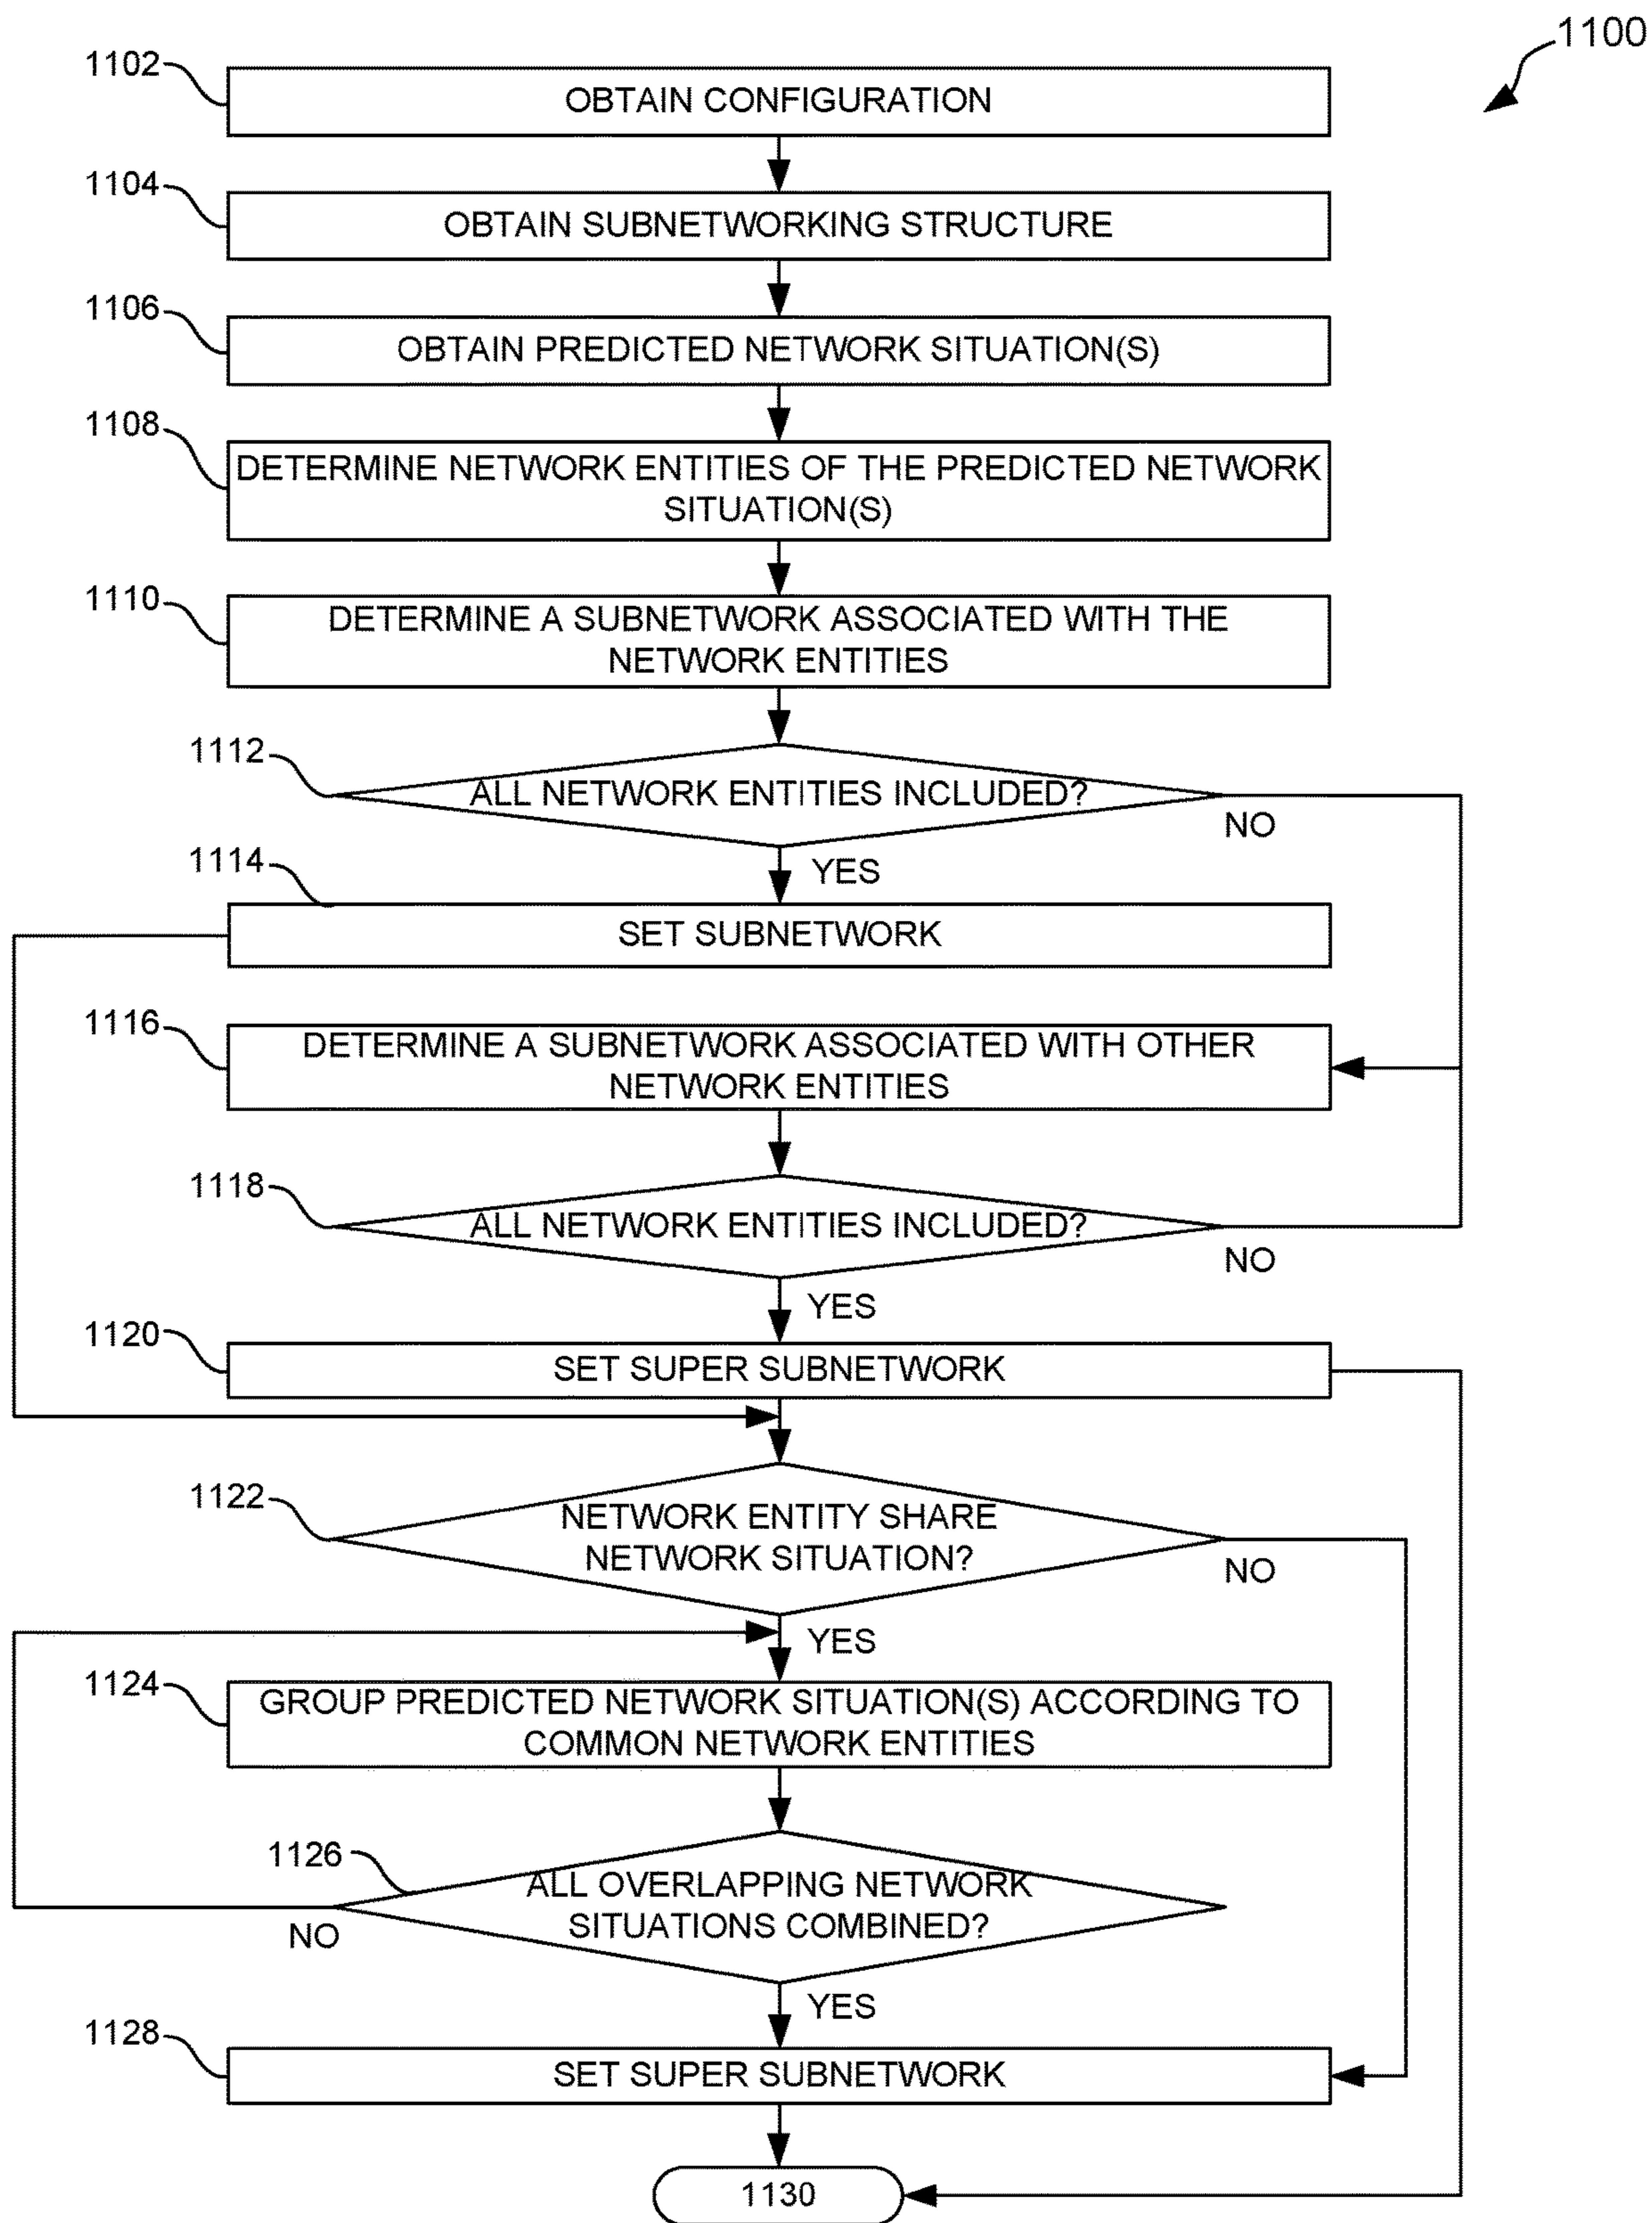 1100
1102
OBTAIN CONFIGURATION
1104
OBTAIN SUBNETWORKING STRUCTURE
1106
OBTAIN PREDICTED NETWORK SITUATION(S)
1108
DETERMINE NETWORK ENTITIES OF THE PREDICTED NETWORK
SITUATION(S)
1110
DETERMINE A SUBNETWORK ASSOCIATED WITH THE
NETWORK ENTITIES
1112
ALL NETWORK ENTITIES INCLUDED?
NO
YES
1114
SET SUBNETWORK
1116
DETERMINE A SUBNETWORK ASSOCIATED WITH OTHER
NETWORK ENTITIES
1118
ALL NETWORK ENTITIES INCLUDED?
NO
YES
1120
SET SUPER SUBNETWORK
1122
NETWORK ENTITY SHARE
NETWORK SITUATION?
NO
YES
1124
GROUP PREDICTED NETWORK SITUATION(S) ACCORDING TO
COMMON NETWORK ENTITIES
1126
ALL OVERLAPPING NETWORK
SITUATIONS COMBINED?
NO
YES
1128
SET SUPER SUBNETWORK
1130